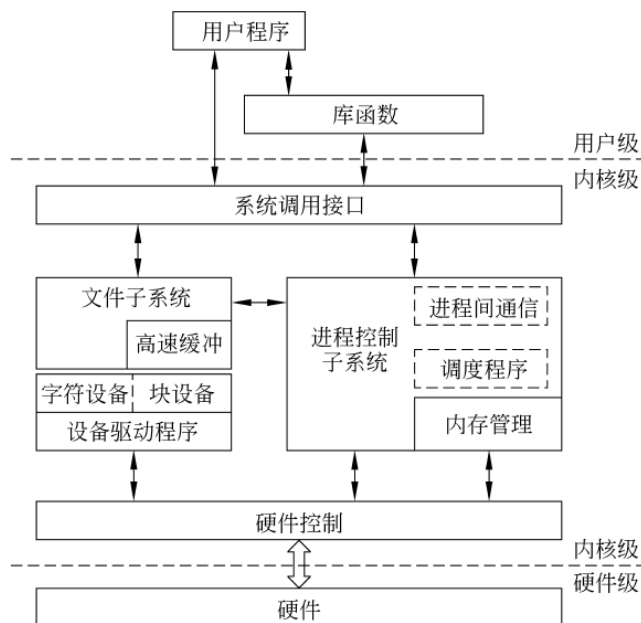 用户程序
库函数
用户级
内核级
系统调用接口
文件子系统
高速缓冲
字符设备
块设备
设备驱动程序
进程控制
子系统
进程间通信
调度程序
内存管理
硬件控制
内核级
硬件级
硬件